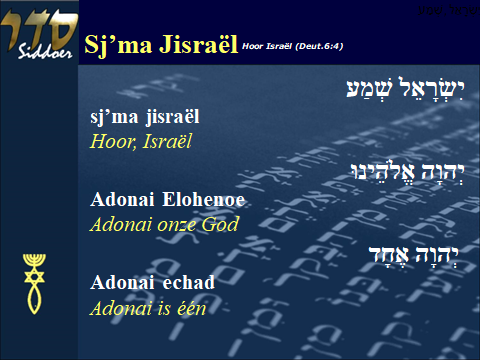 סדר
Siddoer
Sj’ma Jisraël Hoor Israël (Deut.6:4)
יִשְׂרָאֵל שְׁמַע
sj’ma jisraël
Hoor, Israël
יְהוָה אֱלֹהֵינוּ
Adonai Elohenoe
Adonai onze God
יְהוָה אֶחָד
Adonai echad
Adonai is één